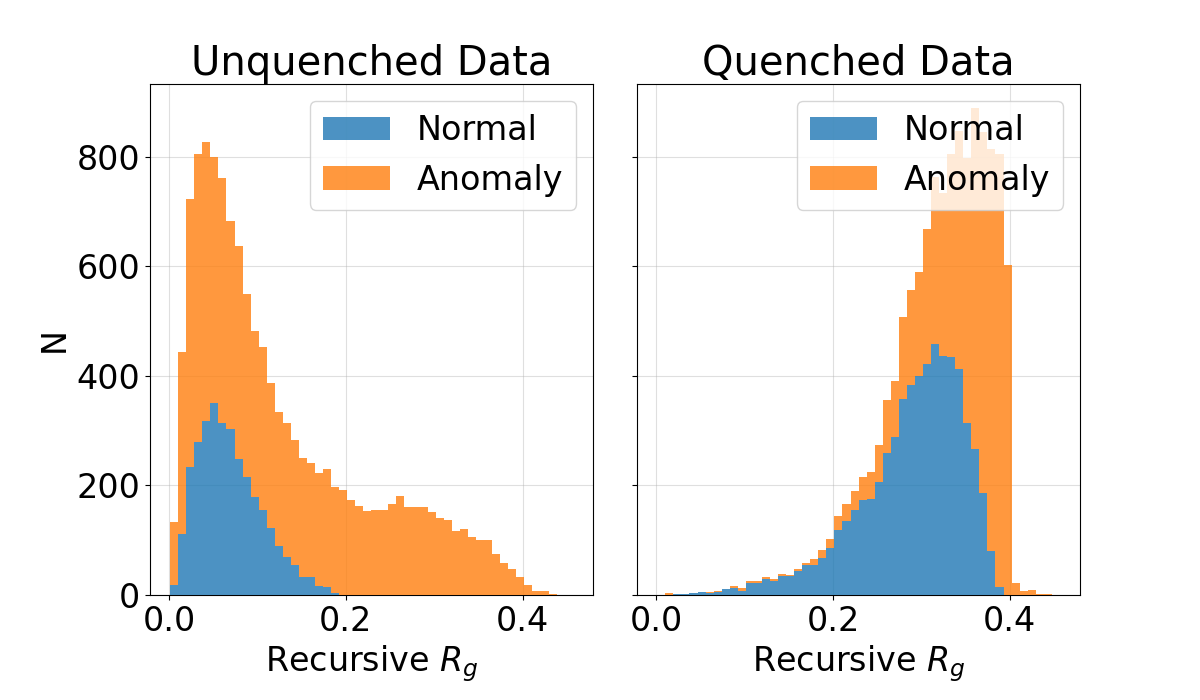 Unquenched Data
Quenched Data
Normal
Anomaly
Normal
Anomaly
N
800
600
400
200
0
0.0 0.2 0.4
0.0 0.2 0.4
Recursive R_g
Recursive R_g